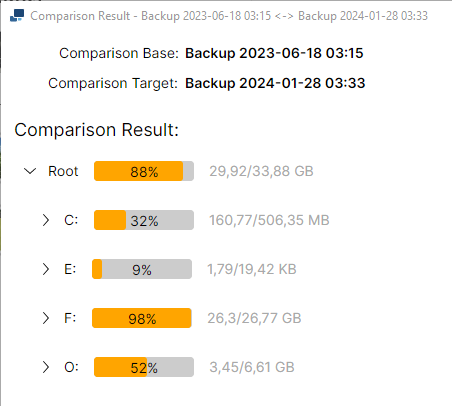 Comparison Result - Backup 2023-06-18 03:15 <-> Backup 2024-01-28 03:33
Comparison Base: Backup 2023-06-18 03:15
Comparison Target: Backup 2024-01-28 03:33
Comparison Result:
Root 88% 29,92/33,88 GB
C: 32% 160,77/506,35 MB
E: 9% 1,79/19,42 KB
F: 98% 26,3/26,77 GB
O: 52% 3,45/6,61 GB